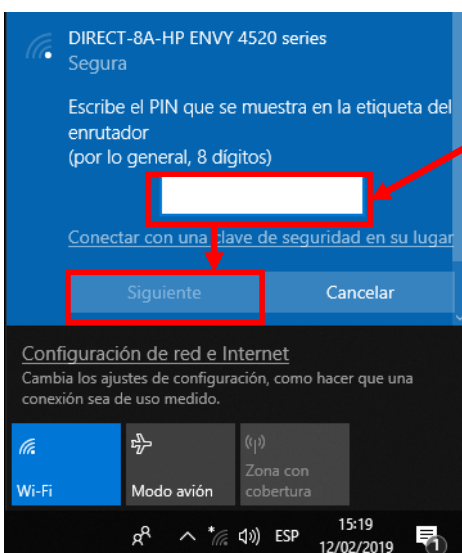 DIRECT-8A-HP ENVY 4520 series
Segura
Escribe el PIN que se muestra en la etiqueta del
enrutador
(por lo general, 8 dígitos)
Conectar con una clave de seguridad en su lugar
Siguiente
Cancelar
Configuración de red e Internet
Cambia los ajustes de configuración, como hacer que una
conexión sea de uso medido.
Wi-Fi
Modo avión
Zona con
cobertura
ESP
15:19
12/02/2019
1